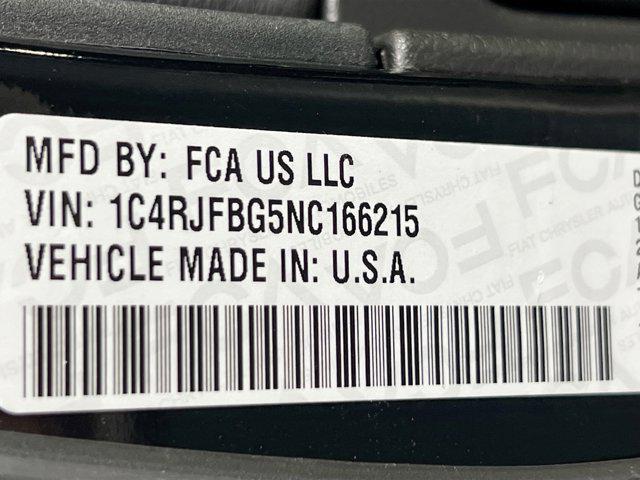 MFD BY: FCA US LLC
VIN: 1C4RJFBG5NC166215
VEHICLE MADE IN: U.S.A.